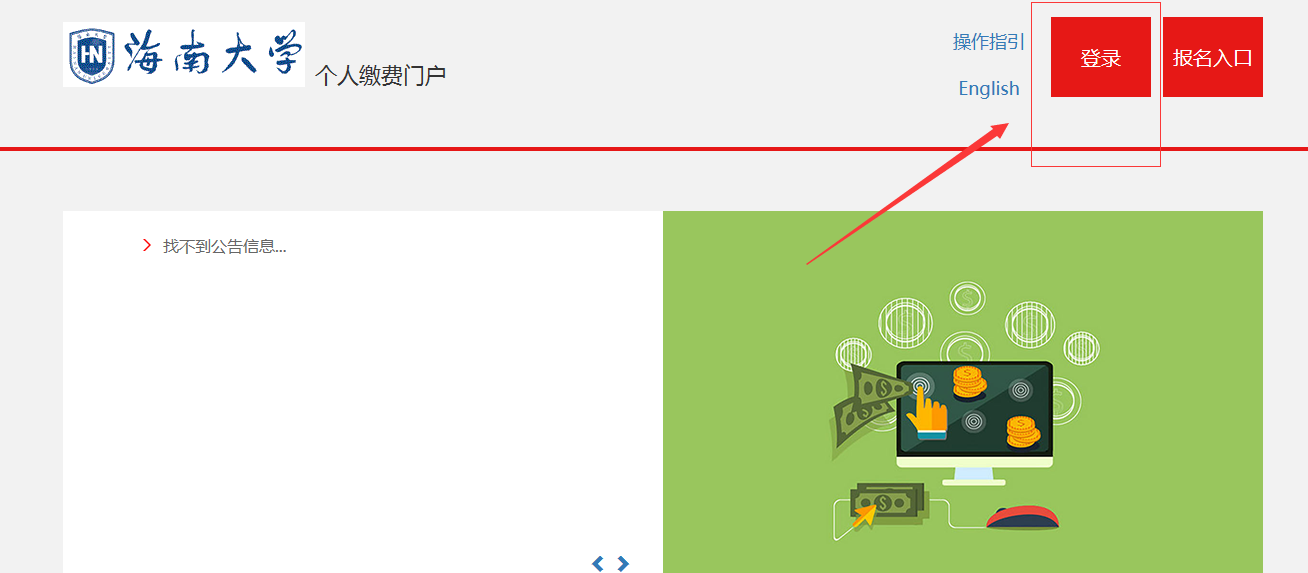 海南大学
个人缴费门户
操作指引
English
登录
报名入口
找不到公告信息...